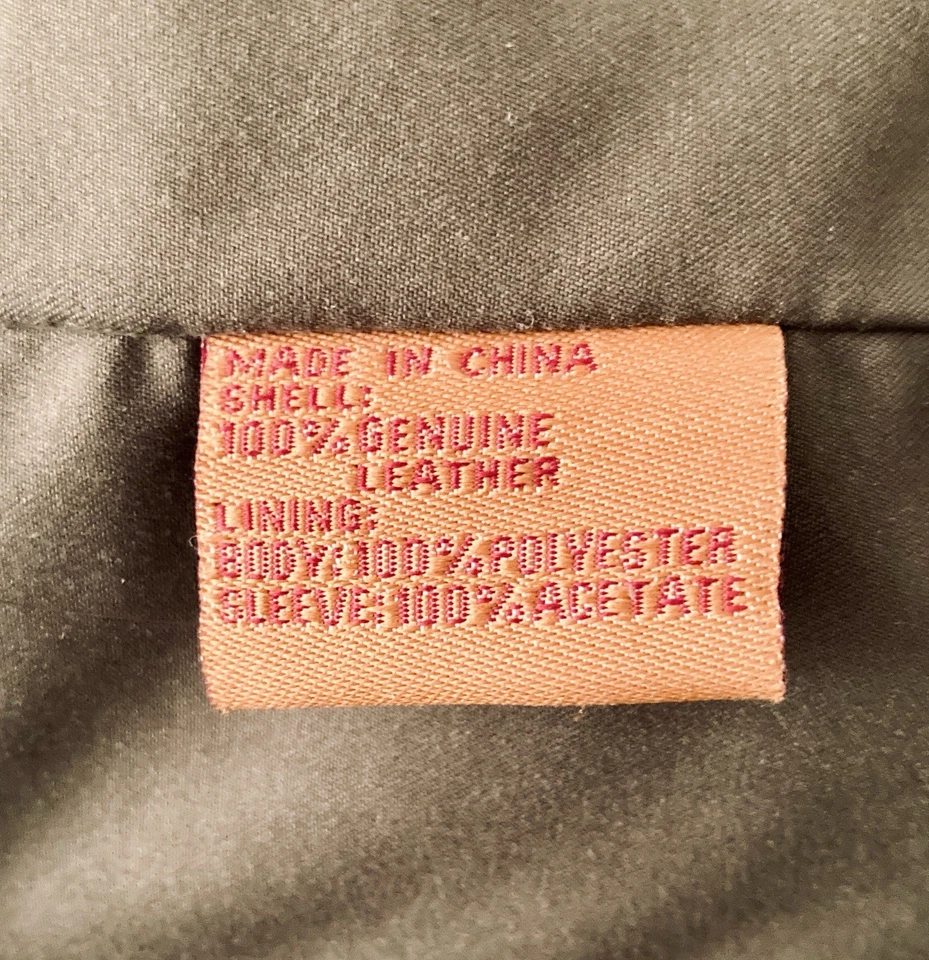 MADE IN CHINA
SHELL:
100% GENUINE
LEATHER
LINING:
BODY: 100% POLYESTER
SLEEVE: 100% ACETATE